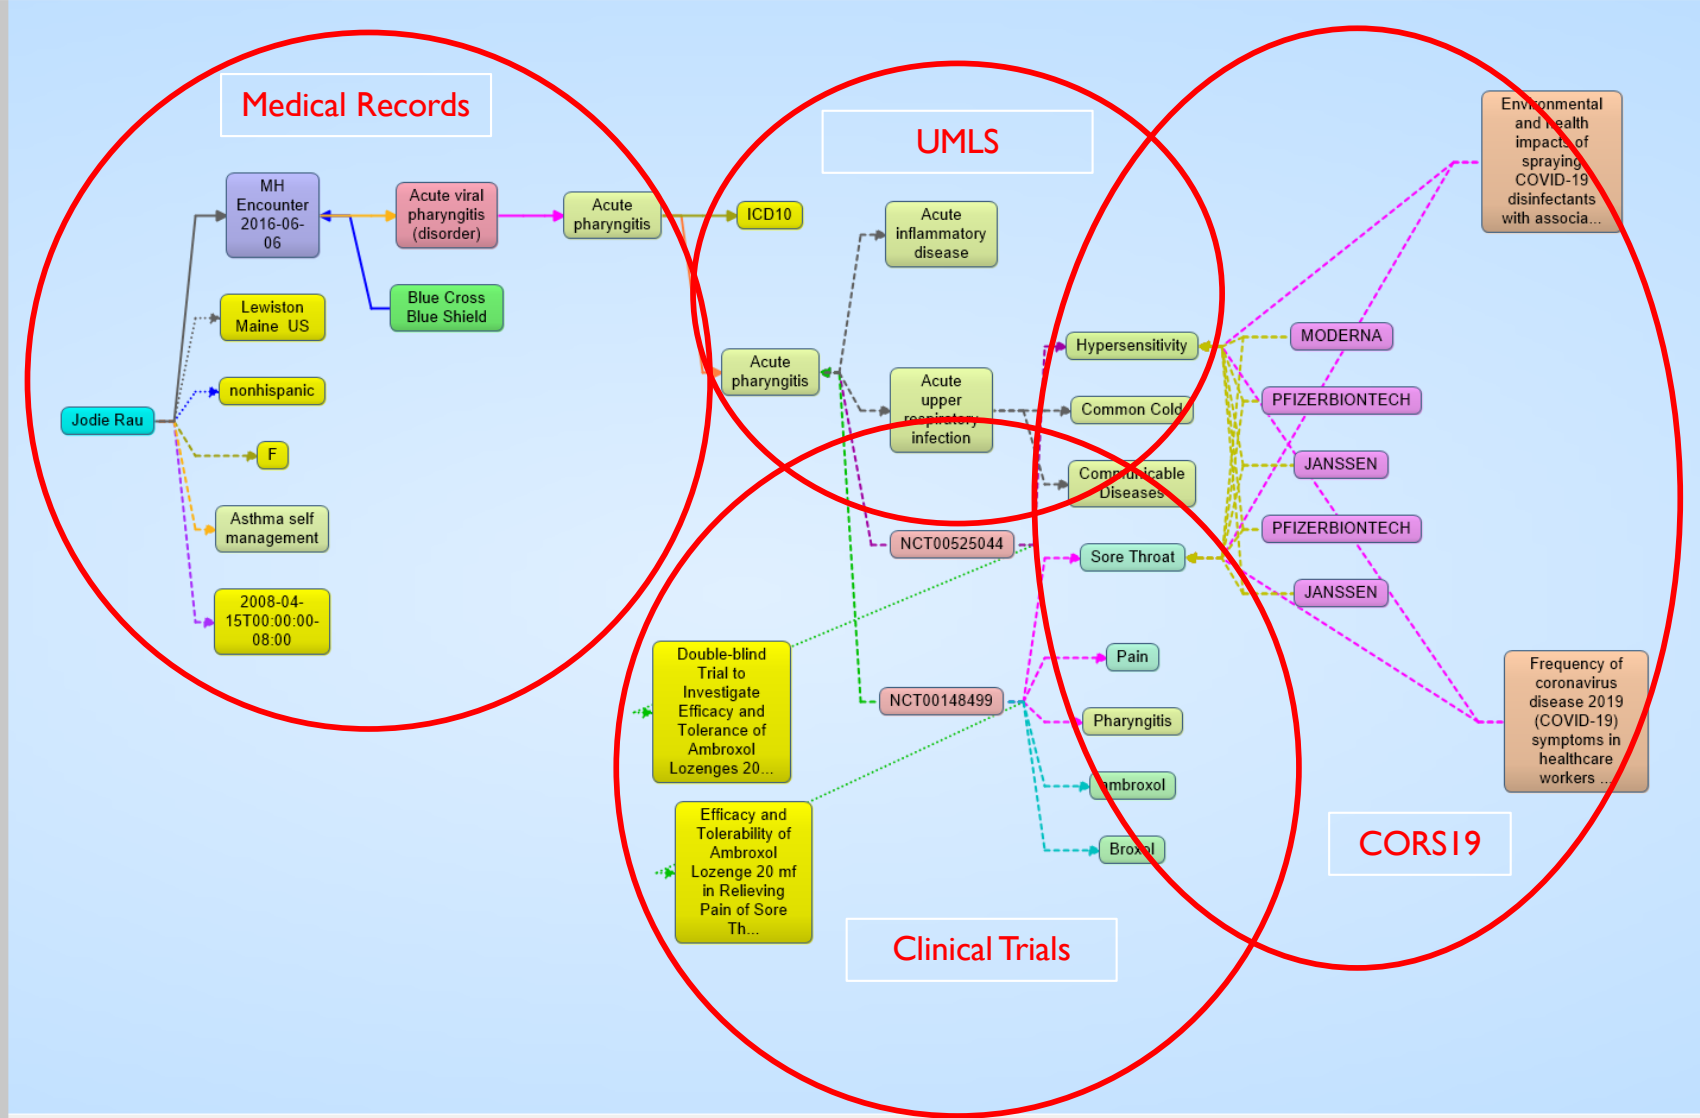 Medical Records
MH
Encounter
2016-06-
06
Acute viral
pharyngitis
(disorder)
Acute
pharyngitis
Blue Cross
Blue Shield
Lewiston
Maine US
nonhispanic
Jodie Rau
F
Asthma self
management
2008-04-
15T00:00:00-
08:00
UMLS
ICD10
Acute
inflammatory
disease
Acute
pharyngitis
Acute
upper
respiratory
infection
Hypersensitivity
Common Cold
Communicable
Diseases
NCT00525044
Sore Throat
Double-blind
Trial to
Investigate
Efficacy and
Tolerance of
Ambroxol
Lozenges 20...
NCT00148499
Pain
Pharyngitis
ambroxol
Broxol
Efficacy and
Tolerability of
Ambroxol
Lozenge 20 mf
in Relieving
Pain of Sore
Th...
Clinical Trials
Environmental
and health
impacts of
spraying
COVID-19
disinfectants
with associa...
MODERNA
PFIZERBIONTECH
JANSSEN
PFIZERBIONTECH
JANSSEN
Frequency of
coronavirus
disease 2019
(COVID-19)
symptoms in
healthcare
workers ...
CORS19